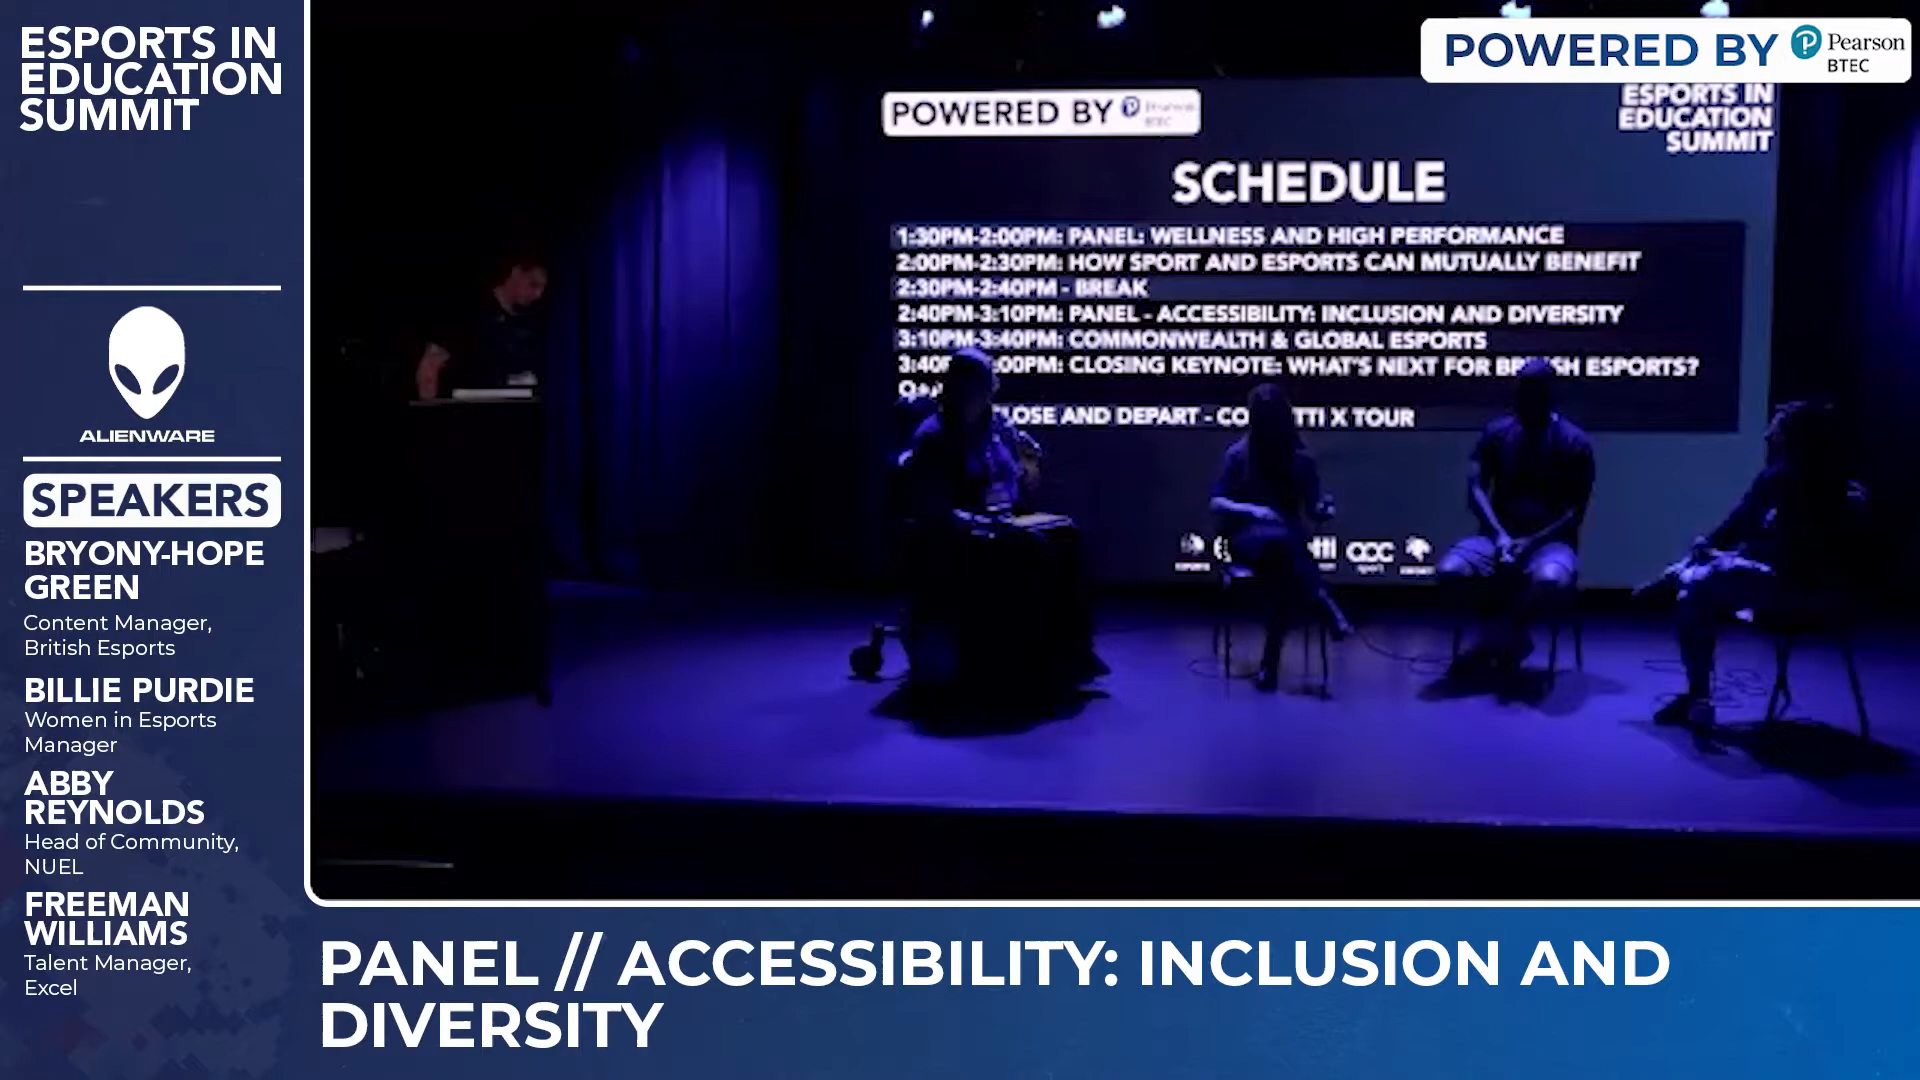 ESPORTS IN
EDUCATION
SUMMIT
ALIENWARE
SPEAKERS
BRYONY-HOPE
GREEN
Content Manager,
British Esports
BILLIE PURDIE
Women in Esports
Manager
ABBY
REYNOLDS
Head of Community,
NUEL
FREEMAN
WILLIAMS
Talent Manager,
Excel
POWERED BY Pearson
BTEC
POWERED BY Pearson
BTEC
ESPORTS IN
EDUCATION
SUMMIT
SCHEDULE
1:30PM-2:00PM: PANEL: WELLNESS AND HIGH PERFORMANCE
2:00PM-2:30PM: HOW SPORT AND ESPORTS CAN MUTUALLY BENEFIT
2:30PM-2:40PM - BREAK
2:40PM-3:10PM: PANEL - ACCESSIBILITY: INCLUSION AND DIVERSITY
3:10PM-3:40PM: COMMONWEALTH & GLOBAL ESPORTS
CLOSING KEYNOTE: WHAT'S NEXT FOR ESPORTS?
AND DEPART - X TOUR
PANEL // ACCESSIBILITY: INCLUSION AND
DIVERSITY